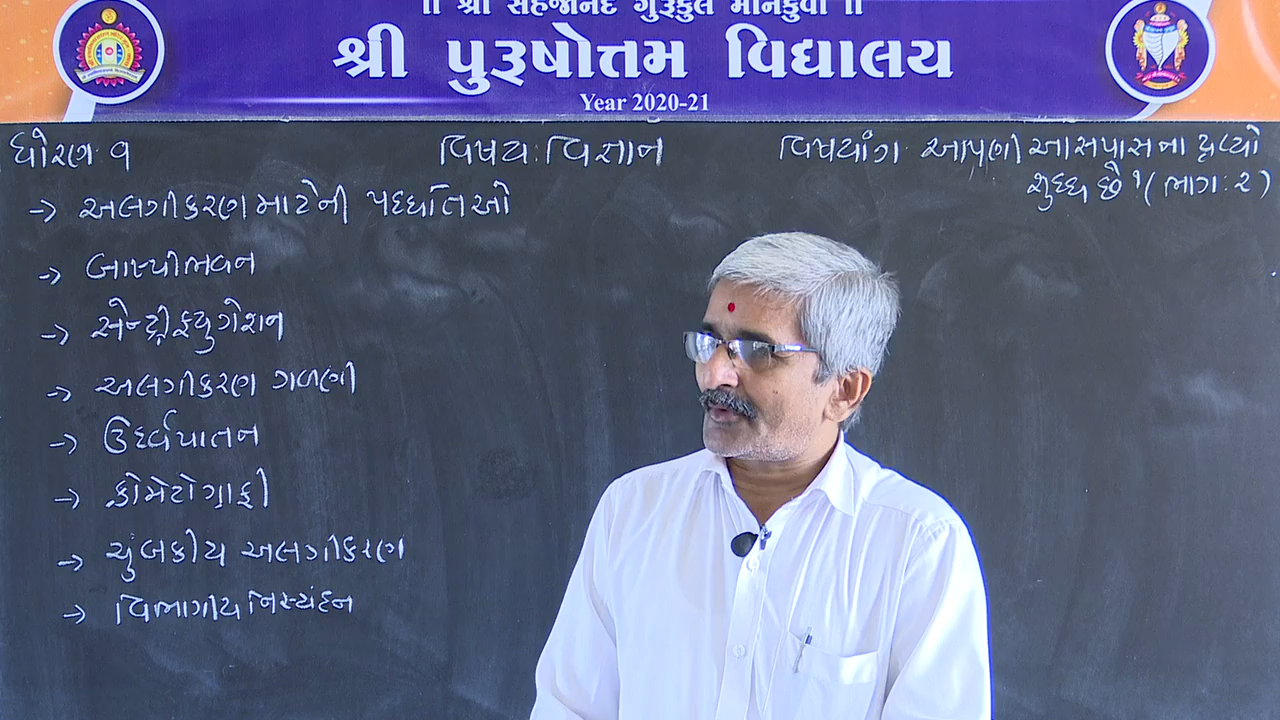 ॥ શ્રી સહજાનંદ ગુરૂકુલ માનકુવા ॥
શ્રી પુરૂષોત્તમ વિદ્યાલય
Year 2020-21
ધોરણ: ૯
વિષય: વિજ્ઞાન
વિષયાંગ આપણી આસપાસના દ્રવ્યો
શુદ્ધ છે? (ભાગ: ૨)
→ અલગીકરણ માટેની પધ્ધતિઓ
→ બાષ્પીભવન
→ સેન્ટ્રીફ્યુગેશન
→ અલગીકરણ ગળણી
→ ઉર્ધ્વપાતન
→ ક્રોમેટોગ્રાફી
→ ચુંબકીય અલગીકરણ
→ વિભાગીય નિસ્યંદન